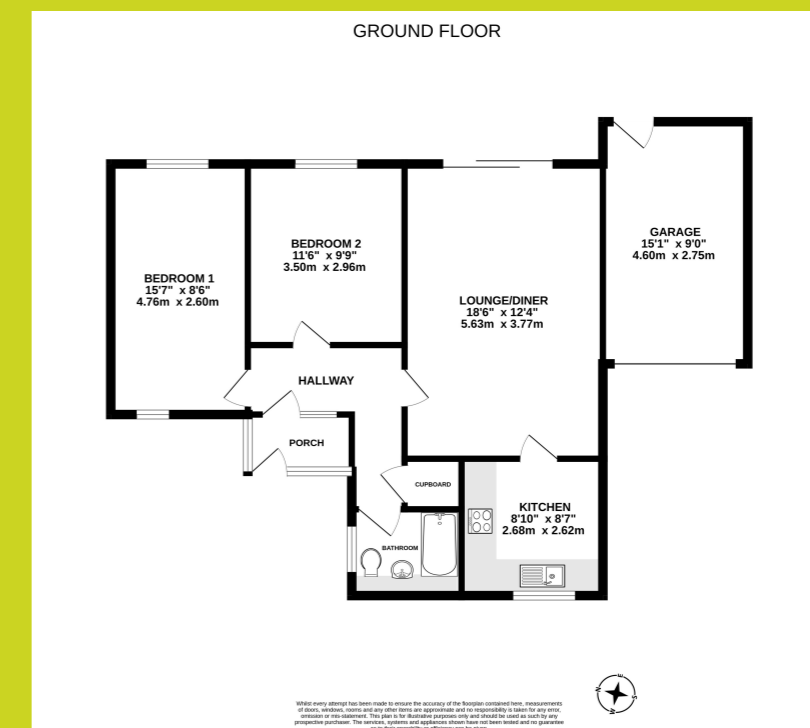 GROUND FLOOR
GARAGE
15'1" x 9'0"
4.60m x 2.75m
BEDROOM 2
11'6" x 9'9"
3.50m x 2.96m
BEDROOM 1
15'7" x 8'6"
4.76m x 2.60m
LOUNGE/DINER
18'6" x 12'4"
5.63m x 3.77m
HALLWAY
PORCH
CUPBOARD
KITCHEN
8'10" x 8'7"
2.68m x 2.62m
BATHROOM
N E S W
Whilst every attempt has been made to ensure the accuracy of the floorplan contained here, measurements
of doors, windows, rooms and any other items are approximate and no responsibility is taken for any error,
omission or mis-statement. This plan is for illustrative purposes only and should be used as such by any
prospective purchaser. The services, systems and appliances shown have not been tested and no guarantee